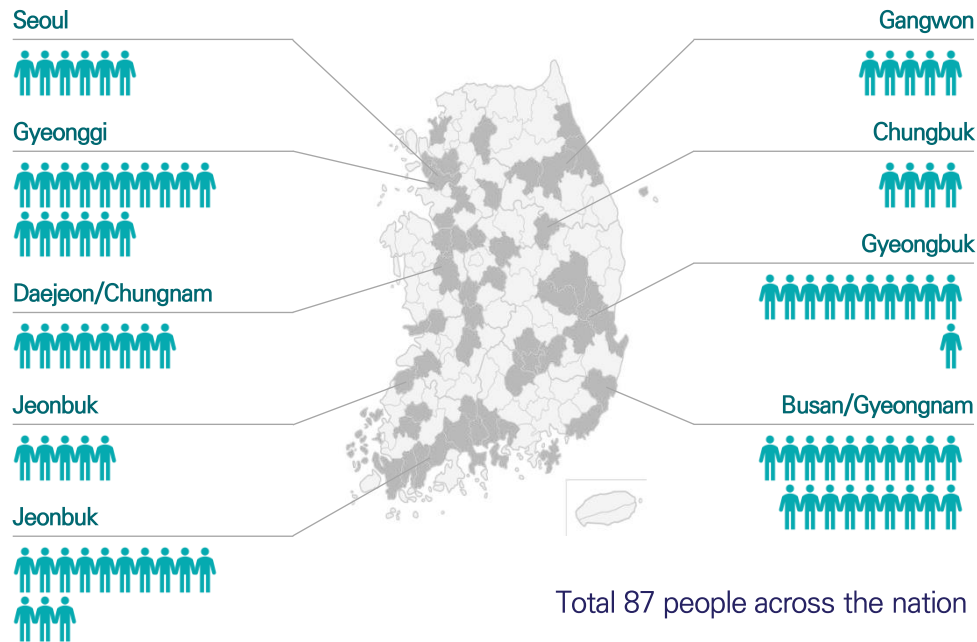 Seoul
Gyeonggi
Daejeon/Chungnam
Jeonbuk
Jeonbuk
Gangwon
Chungbuk
Gyeongbuk
Busan/Gyeongnam
Total 87 people across the nation